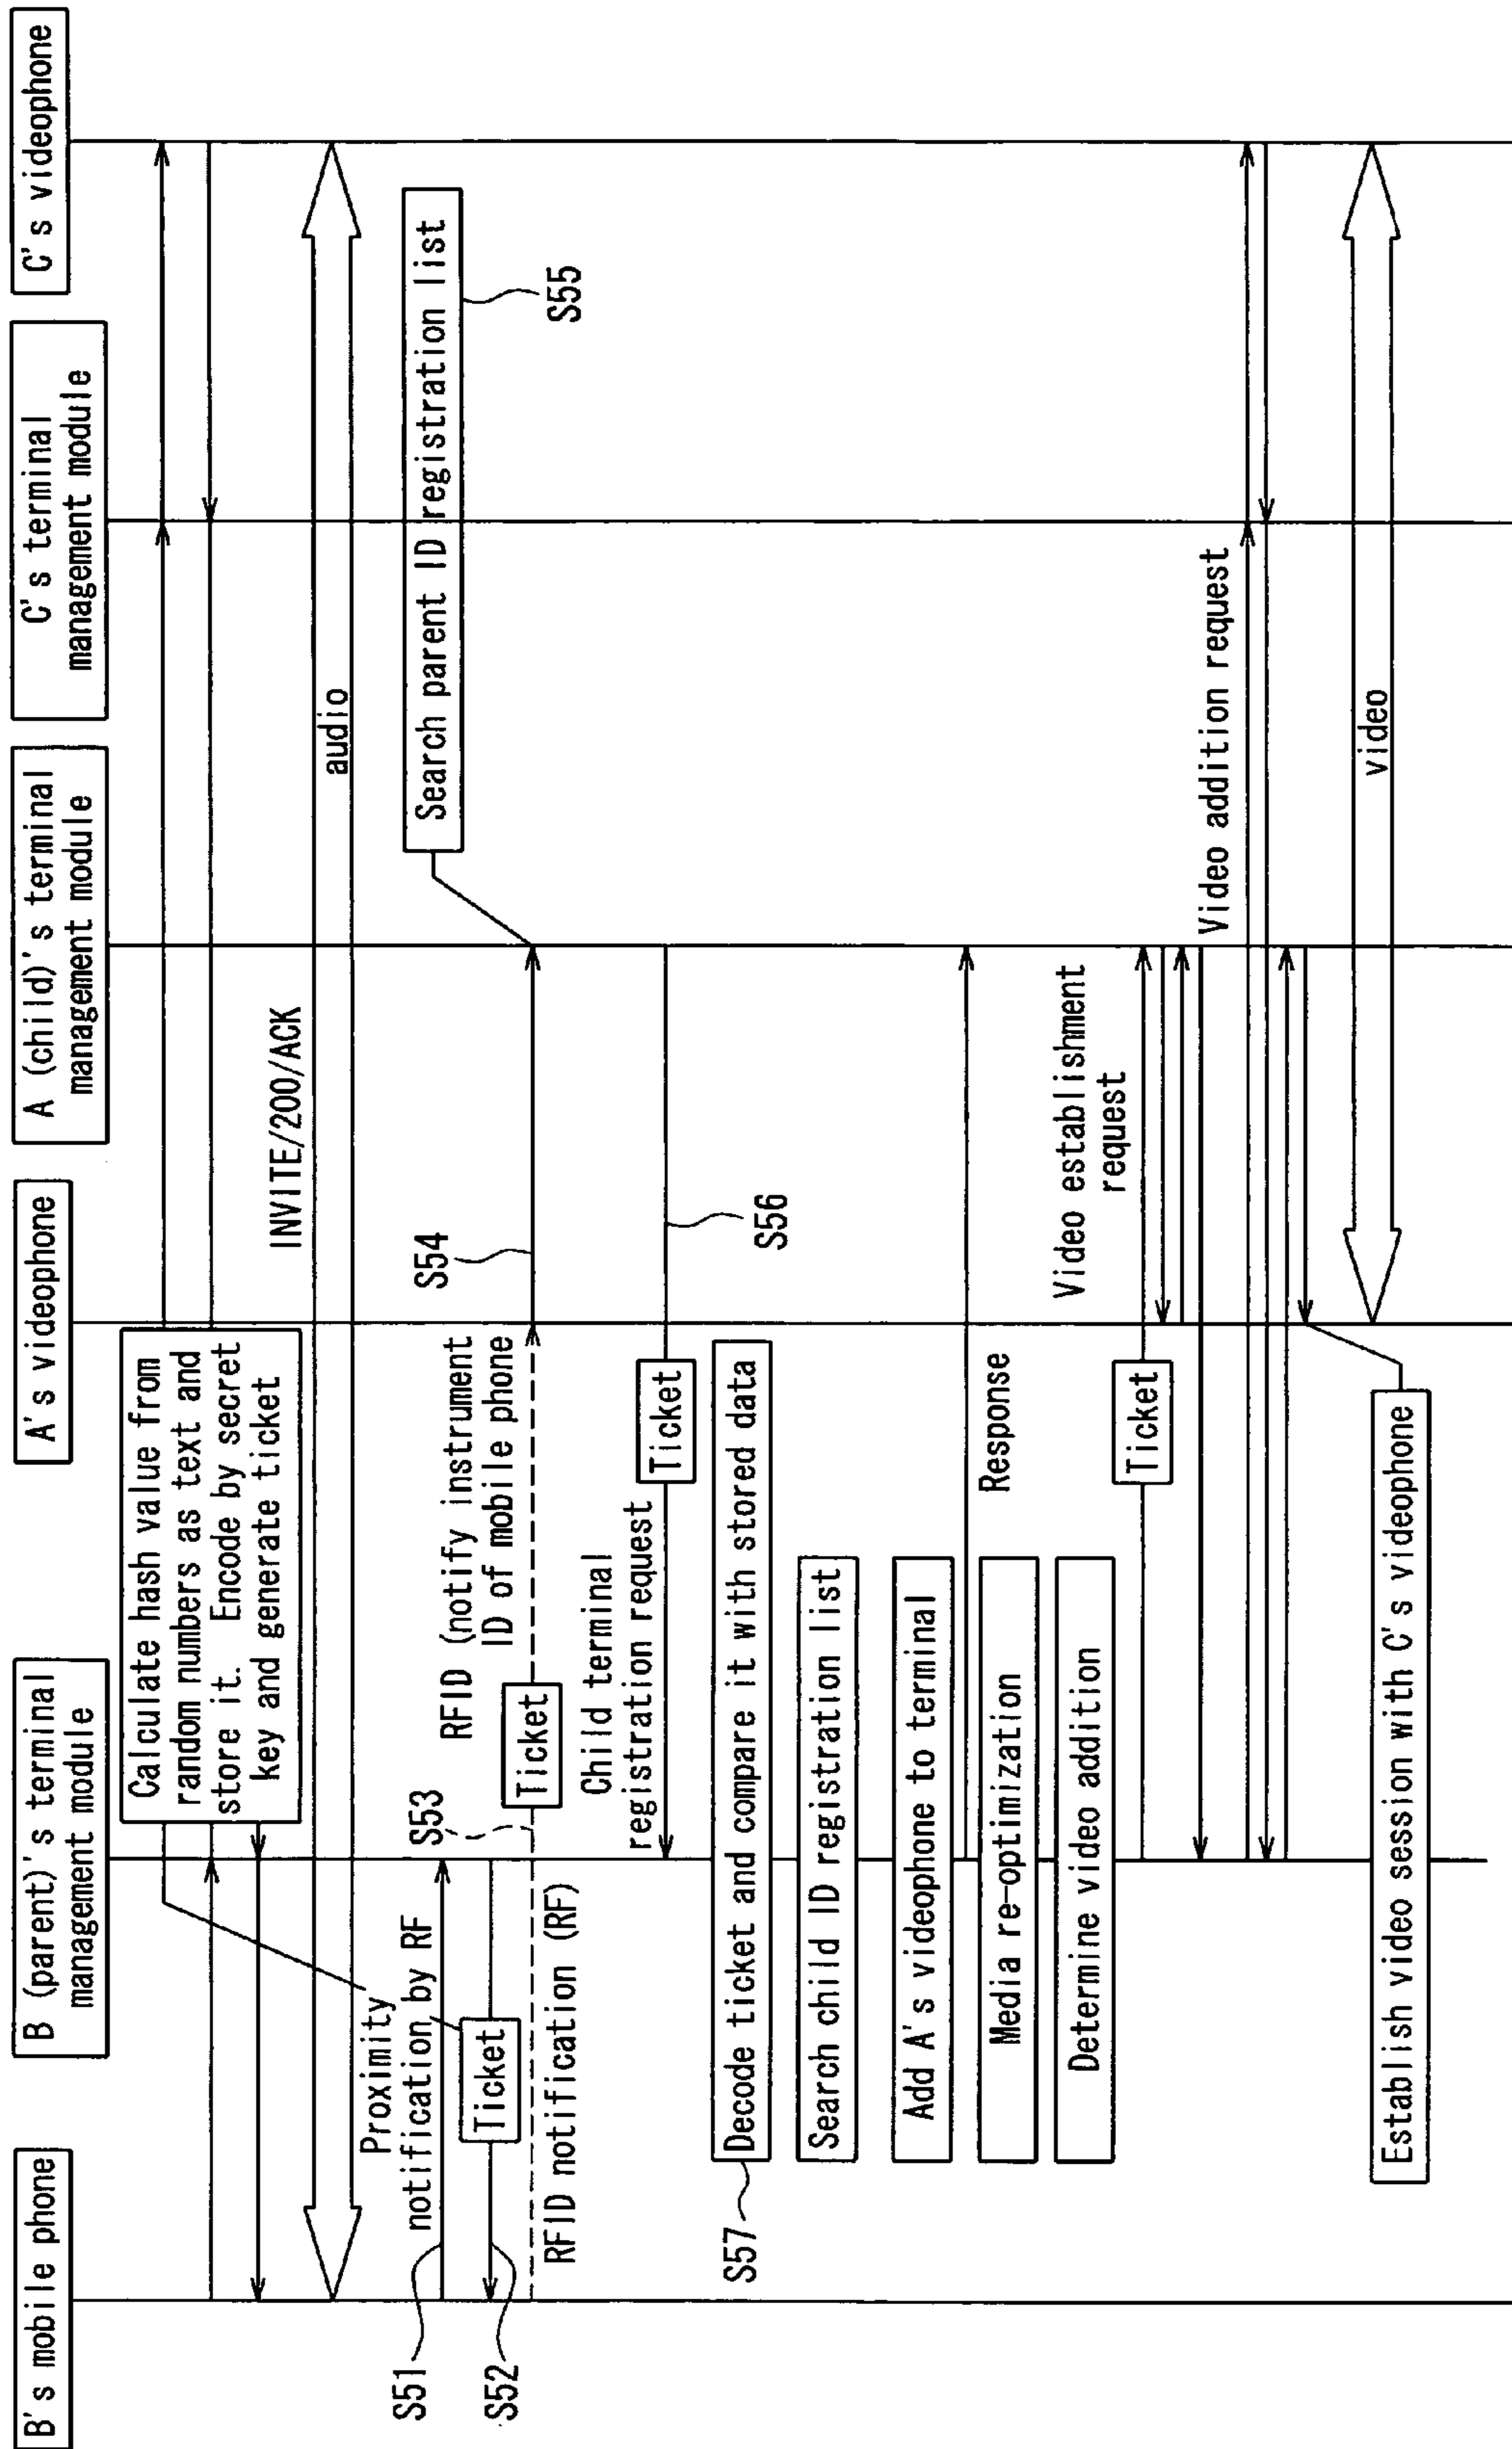 B's mobile phone
B (parent)'s terminal
management module
A's videophone
A (child)'s terminal
management module
C's terminal
management module
C's videophone
Calculate hash value from
random numbers as text and
store it. Encode by secret
key and generate ticket
INVITE/200/ACK
audio
Proximity
notification by RF
S51
Ticket
S52
S53
RFID notification (RF)
Ticket
RFID (notify instrument
ID of mobile phone
S54
Search parent ID registration list
S55
Child terminal
registration request
Ticket
S56
Decode ticket and compare it with stored data
S57
Search child ID registration list
Add A's videophone to terminal
Response
Media re-optimization
Determine video addition
Ticket
Video establishment
request
Video addition request
Establish video session with C's videophone
video